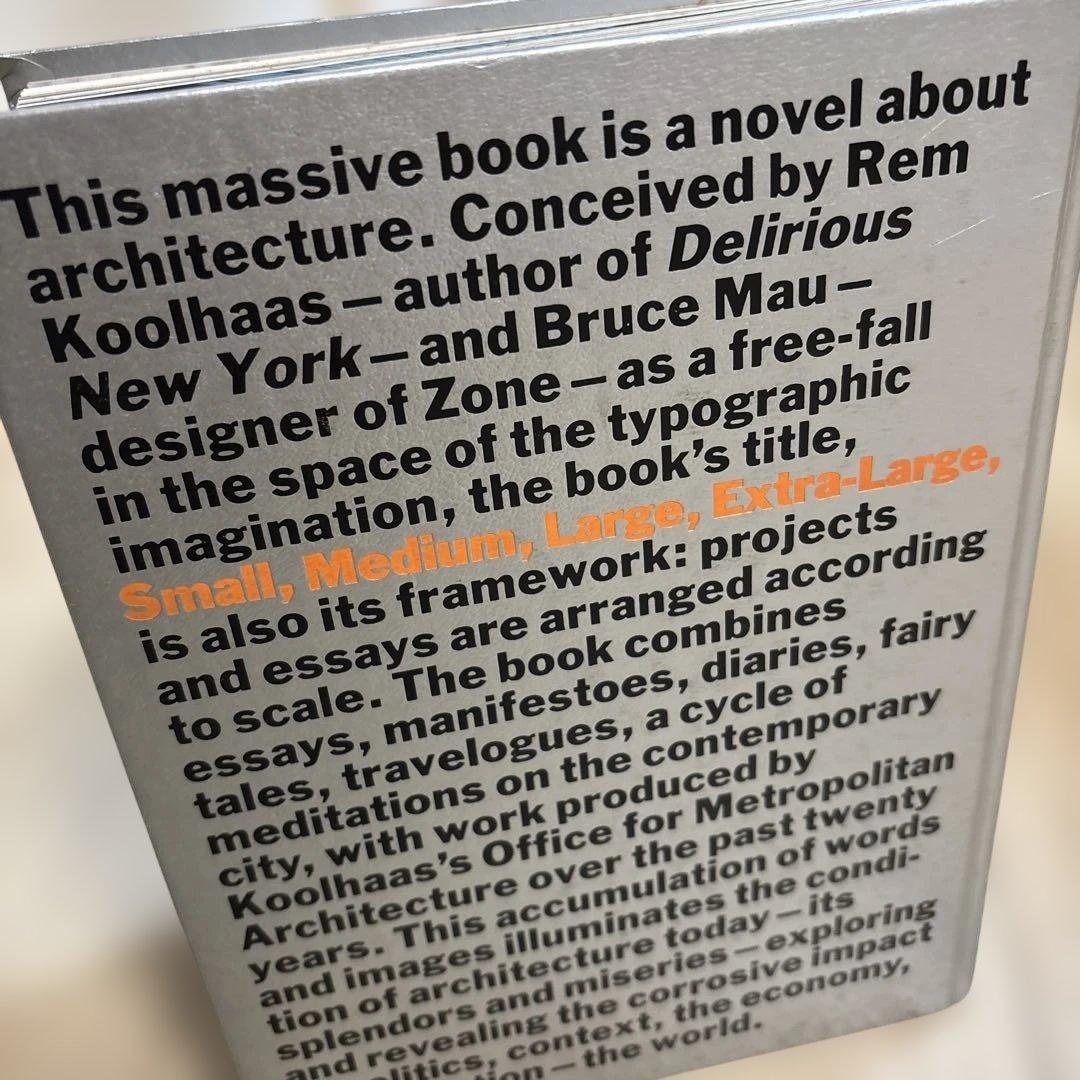 This massive book is a novel about
architecture. Conceived by Rem
Koolhaas—author of Delirious
New York—and Bruce Mau—
designer of Zone—as a free-fall
in the space of the typographic
imagination, the book's title,
Small, Medium, Large, Extra-Large,
is also its framework: projects
and essays are arranged according
to scale. The book combines
essays, manifestoes, diaries, fairy
tales, travelogues, a cycle of
meditations on the contemporary
city, with work produced by
Koolhaas's Office for Metropolitan
Architecture over the past twenty
years. This accumulation of words
and images illuminates the condi-
tion of architecture today—its
splendors and miseries—exploring
and revealing the corrosive impact
context, the economy,
—the world.